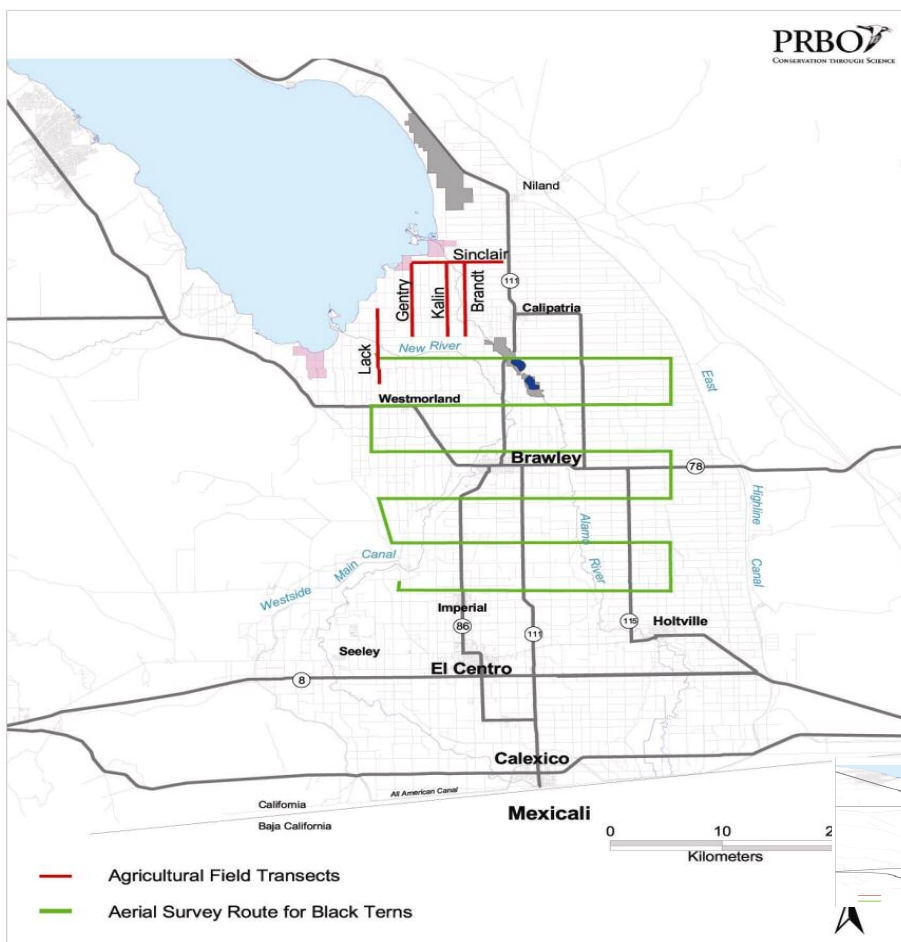 PRBO
CONSERVATION THROUGH SCIENCE
Niland
Sinclair
Gentry
Kalin
Brandt
111
Calipatria
Lack
New River
East
Westmorland
Brawley
78
Highline
Canal
Alamo
River
Westside Main Canal
Imperial
86
111
115
Holtville
Seeley
El Centro
8
Calexico
All American Canal
California
Baja California
Mexicali
0 10 2
Kilometers
Agricultural Field Transects
Aerial Survey Route for Black Terns